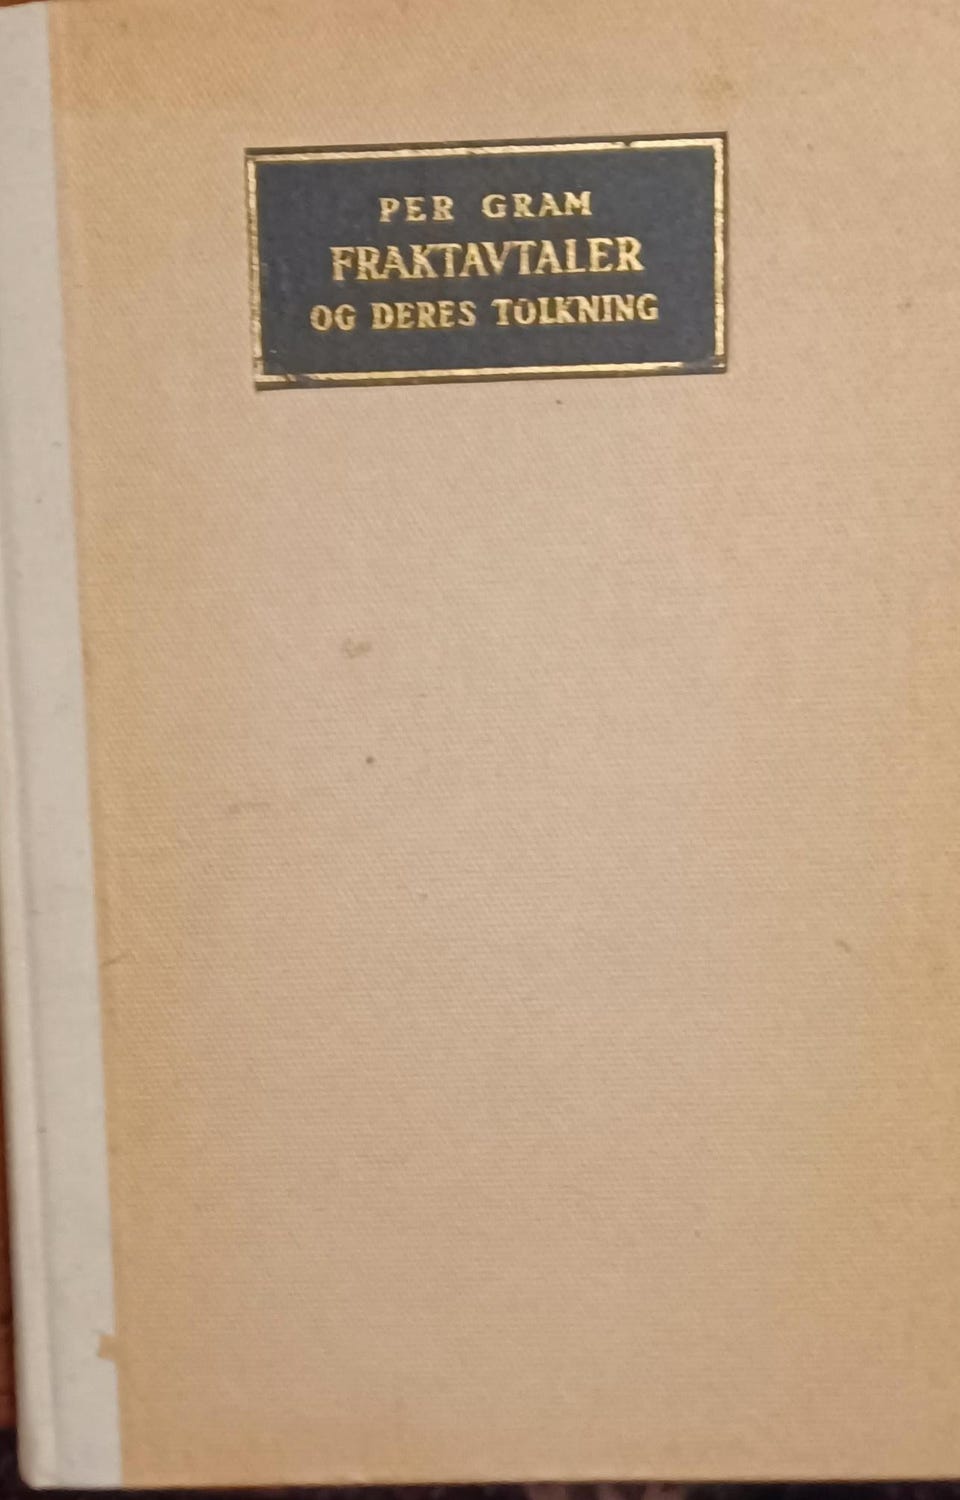 PER GRAM
FRAKTAVTALER
OG DERES TOLKNING